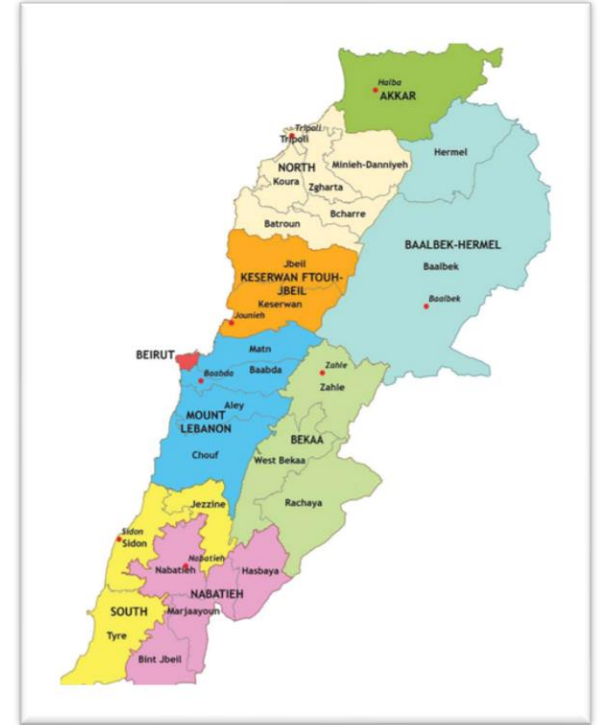 Halba
AKKAR
Tripoli
Tripoli
Hermel
NORTH
Minieh-Danniyeh
Koura
Zgharta
Bcharre
Batroun
BAALBEK-HERMEL
Jbeil
Baalbek
KESERWAN FTOUH-
JBEIL
Keserwan
Baalbek
Jounieh
Matn
BEIRUT
Baabda
Baabda
Zahle
Zahle
Aley
MOUNT
LEBANON
BEKAA
Chouf
West Bekaa
Jezzine
Rachaya
Sidon
Sidon
Nabatieh
Nabatieh
Hasbaya
NABATIEH
SOUTH
Marjaayoun
Tyre
Bint Jbeil